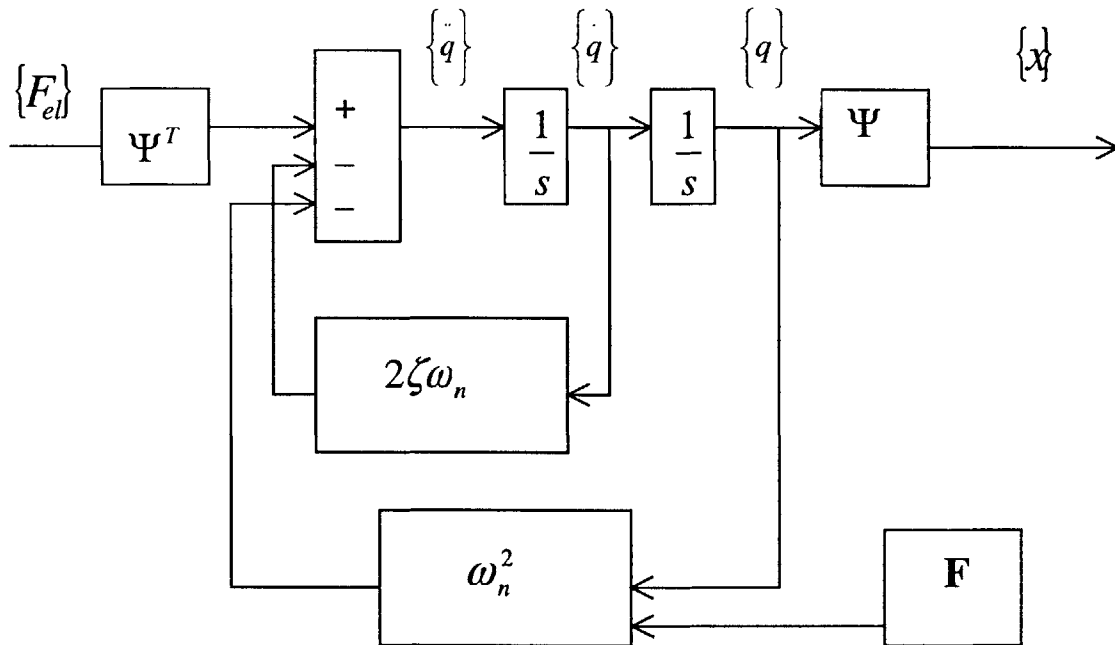 {F_el}
Ψ^T
+
−
−
{q̈}
1/s
{q̇}
1/s
{q}
Ψ
{x}
2ζω_n
ω_n^2
F